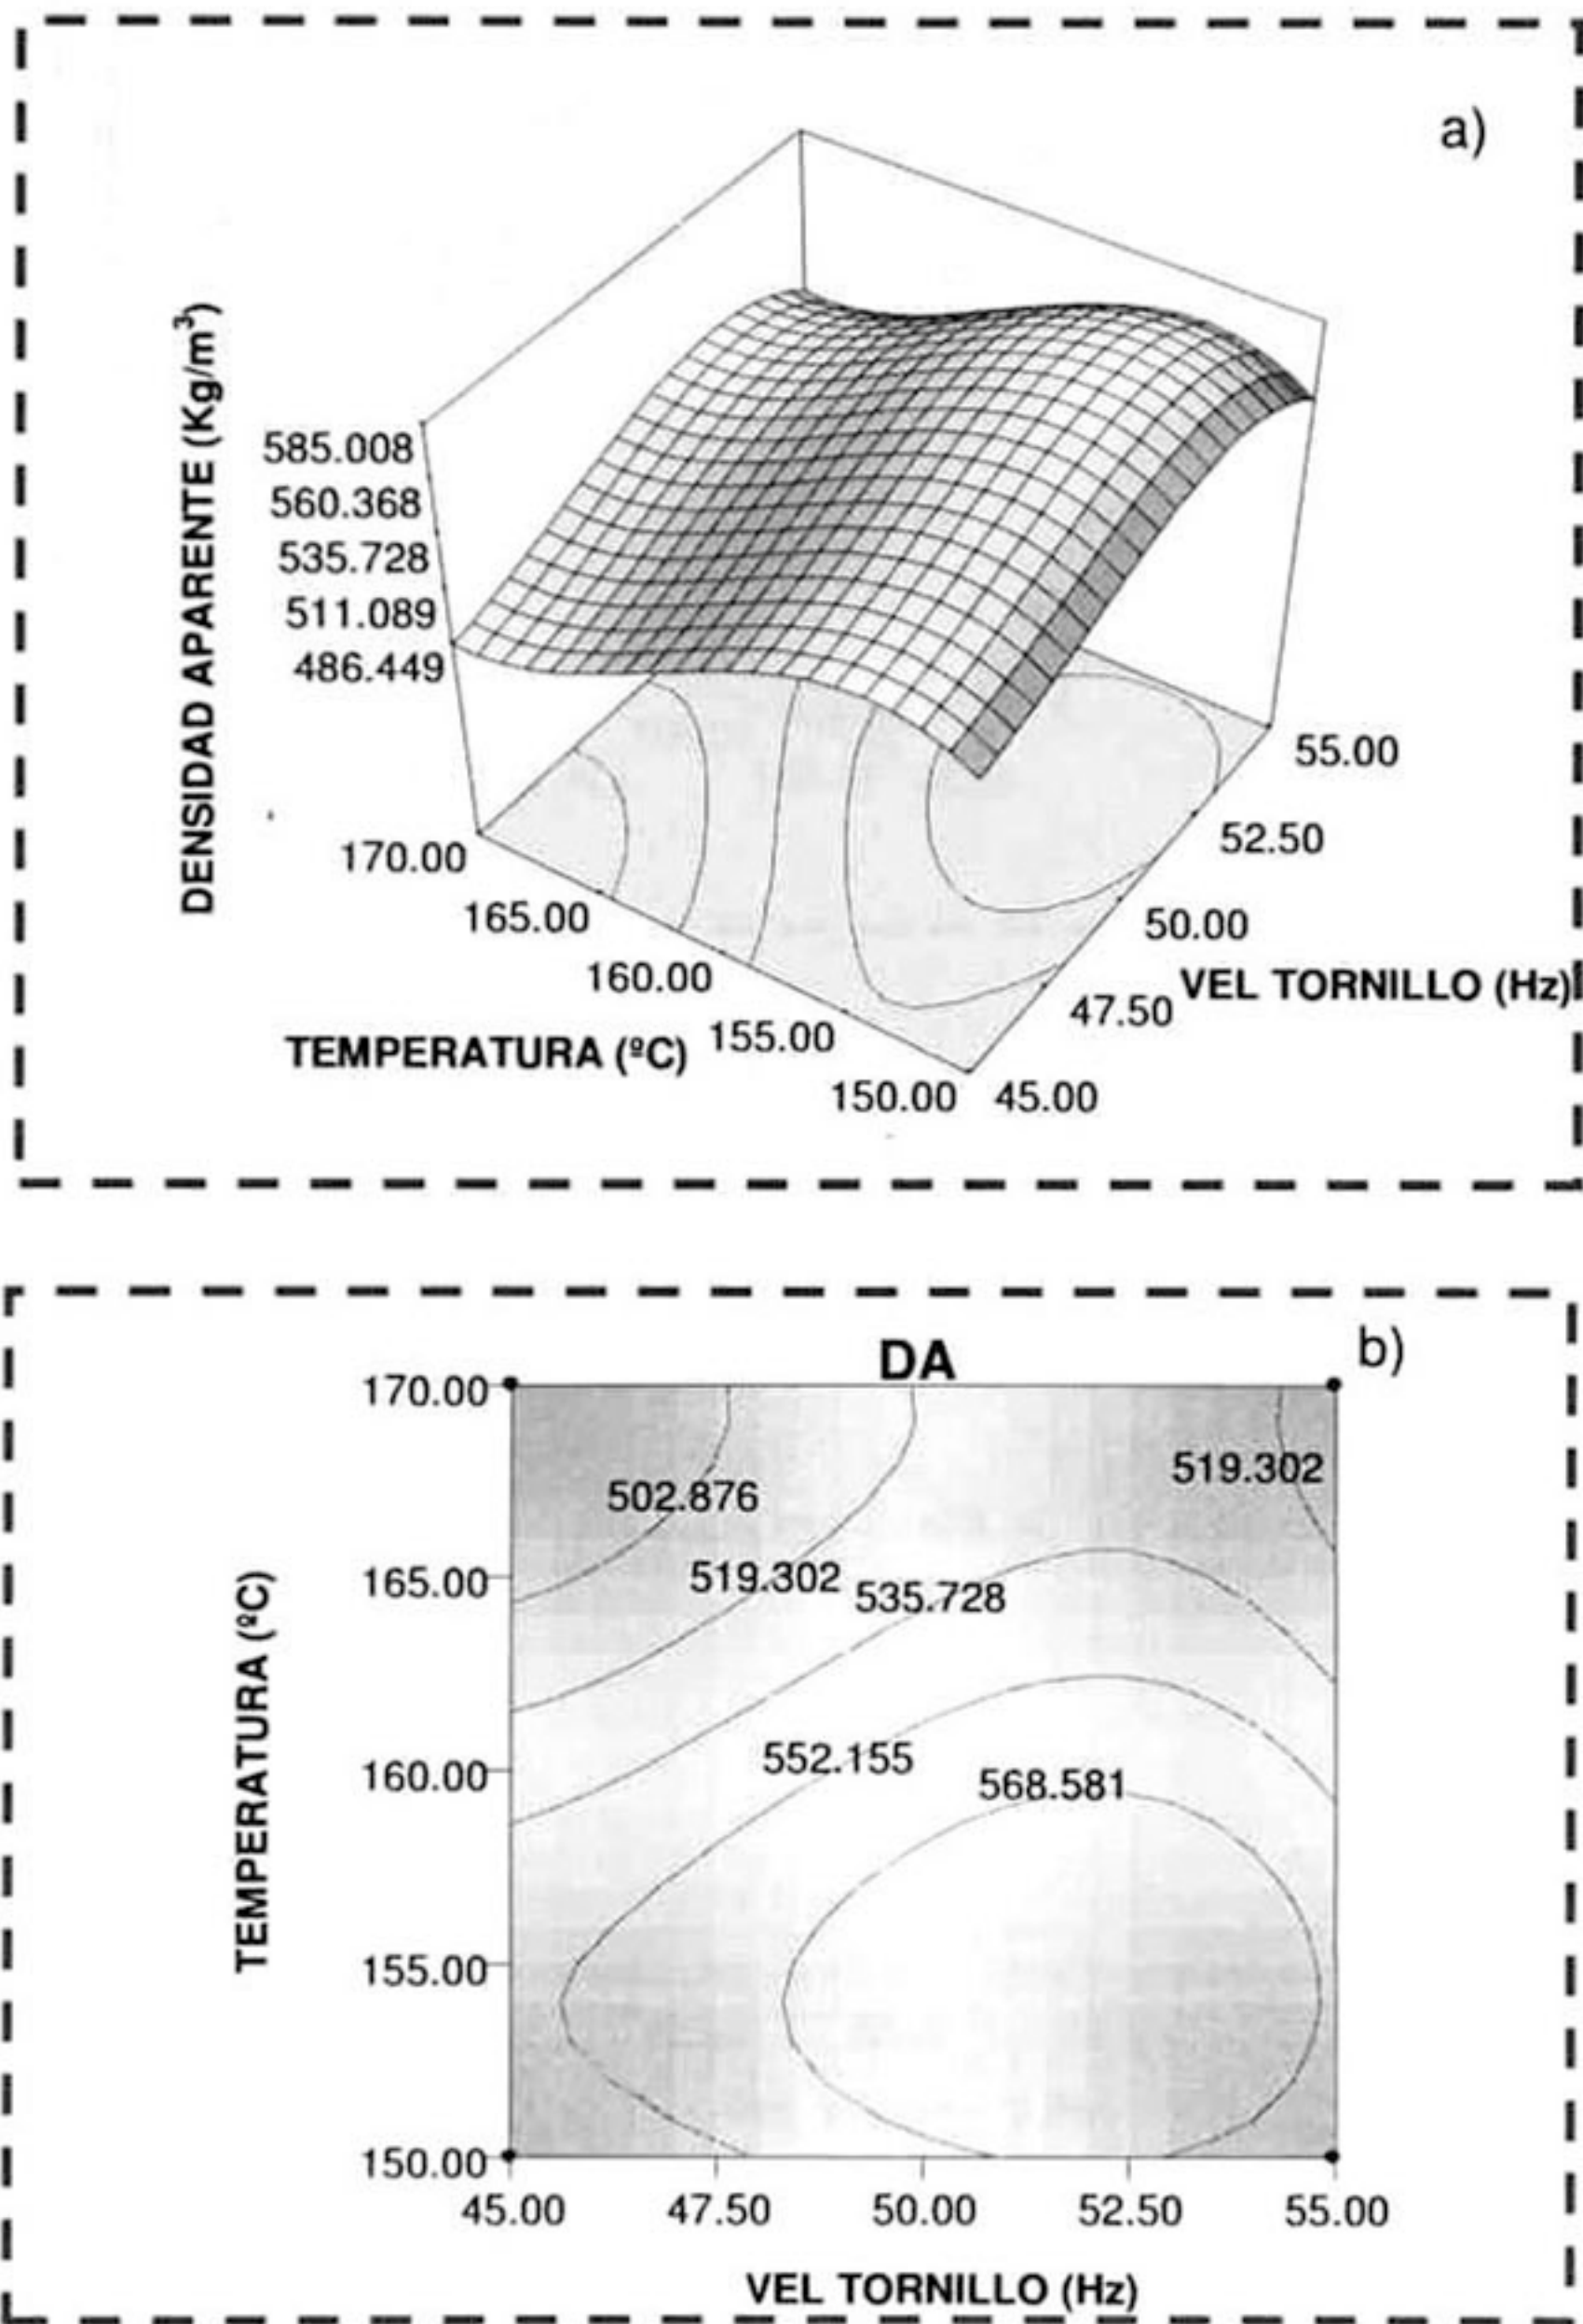 a)
DENSIDAD APARENTE (Kg/m³)
585.008
560.368
535.728
511.089
486.449
170.00
165.00
160.00
155.00
150.00
TEMPERATURA (ºC)
55.00
52.50
50.00
47.50
45.00
VEL TORNILLO (Hz)
b)
DA
TEMPERATURA (ºC)
170.00
165.00
160.00
155.00
150.00
502.876
519.302
519.302
535.728
552.155
568.581
45.00 47.50 50.00 52.50 55.00
VEL TORNILLO (Hz)